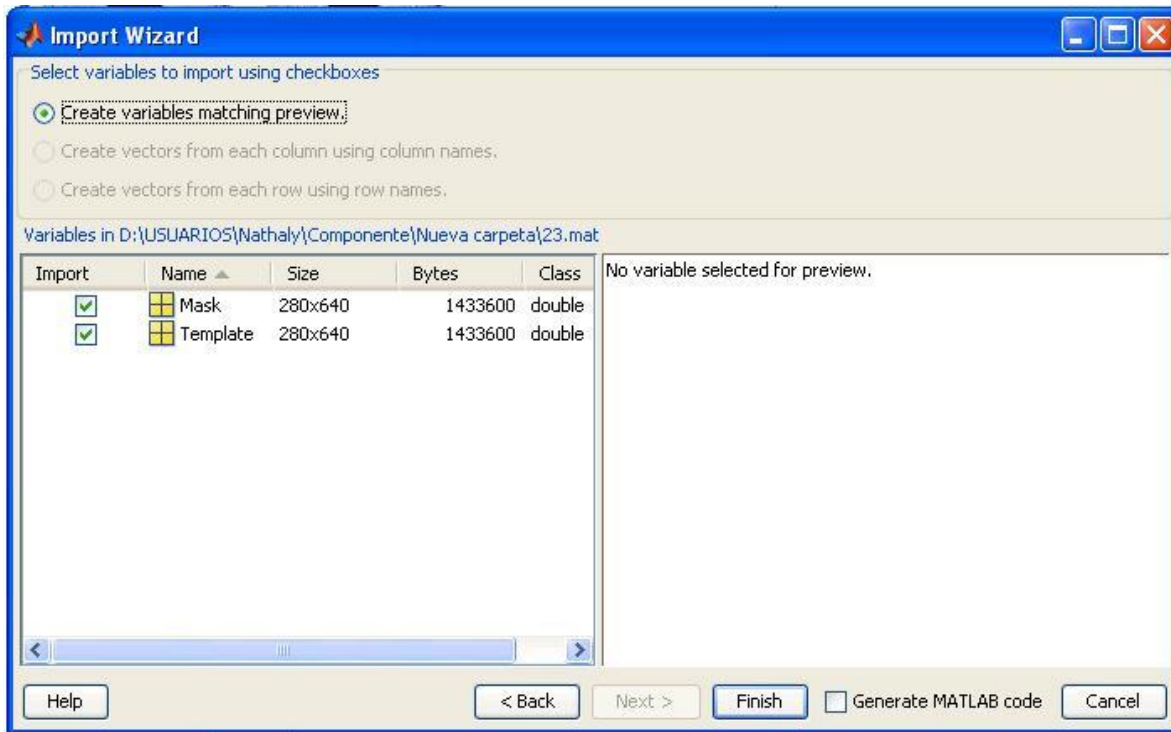 Import Wizard
Select variables to import using checkboxes
Create variables matching preview.
Create vectors from each column using column names.
Create vectors from each row using row names.
Variables in D:\USUARIOS\Nathaly\Componente\Nueva carpeta\23.mat
Import Name Size Bytes Class
Mask 280x640 1433600 double
Template 280x640 1433600 double
No variable selected for preview.
Help < Back Next > Finish Generate MATLAB code Cancel